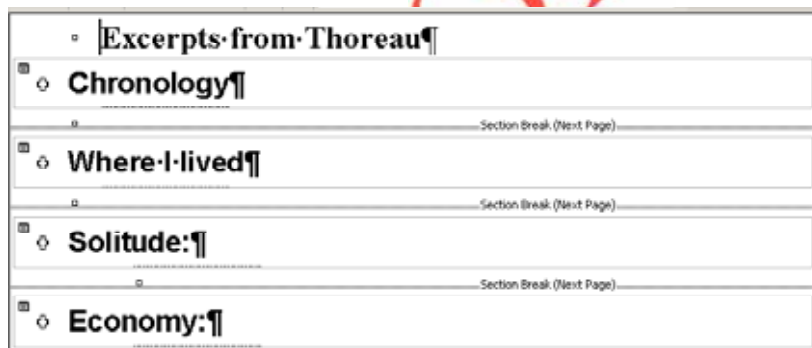 Excerpts·from·Thoreau¶
Chronology¶
Section Break (Next Page)
Where·I·lived¶
Section Break (Next Page)
Solitude:¶
Section Break (Next Page)
Economy:¶